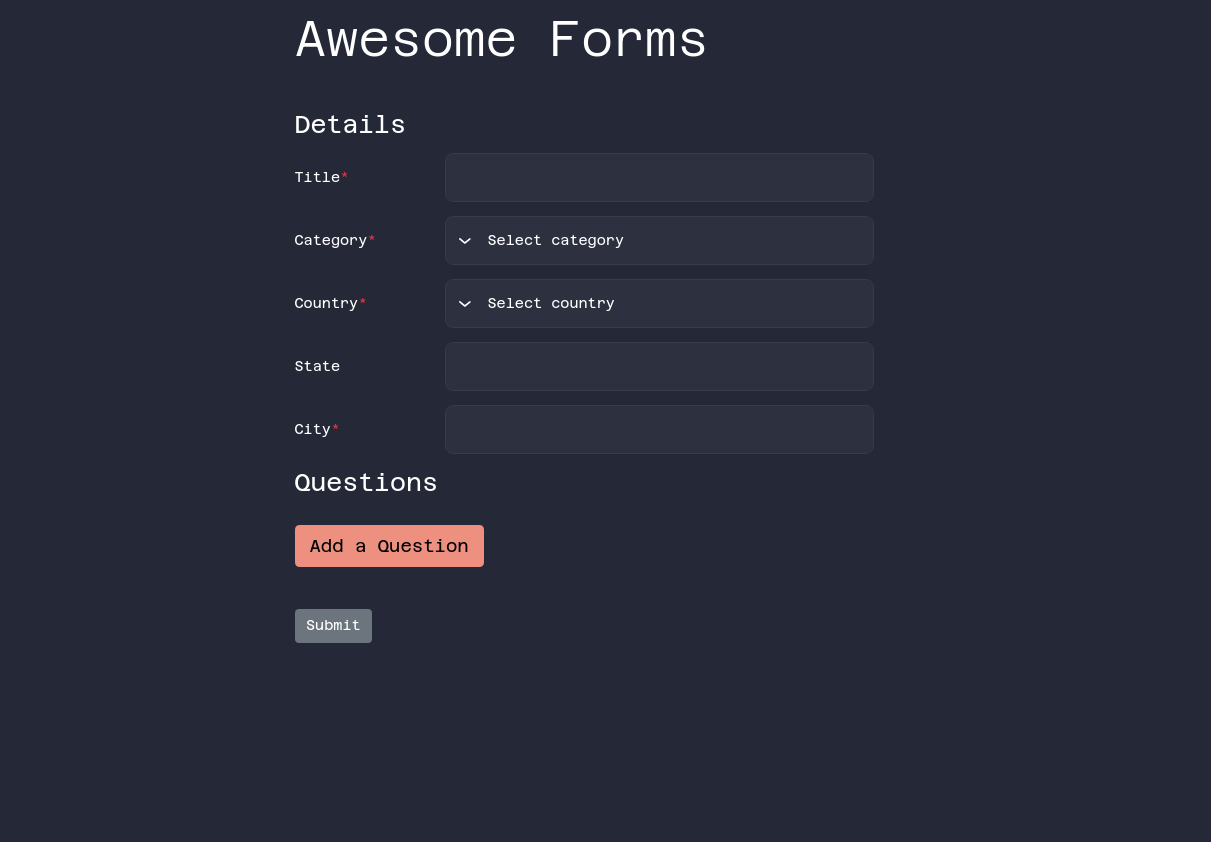 Awesome Forms
Details
Title*
Category*
Select category
Country*
Select country
State
City*
Questions
Add a Question
Submit